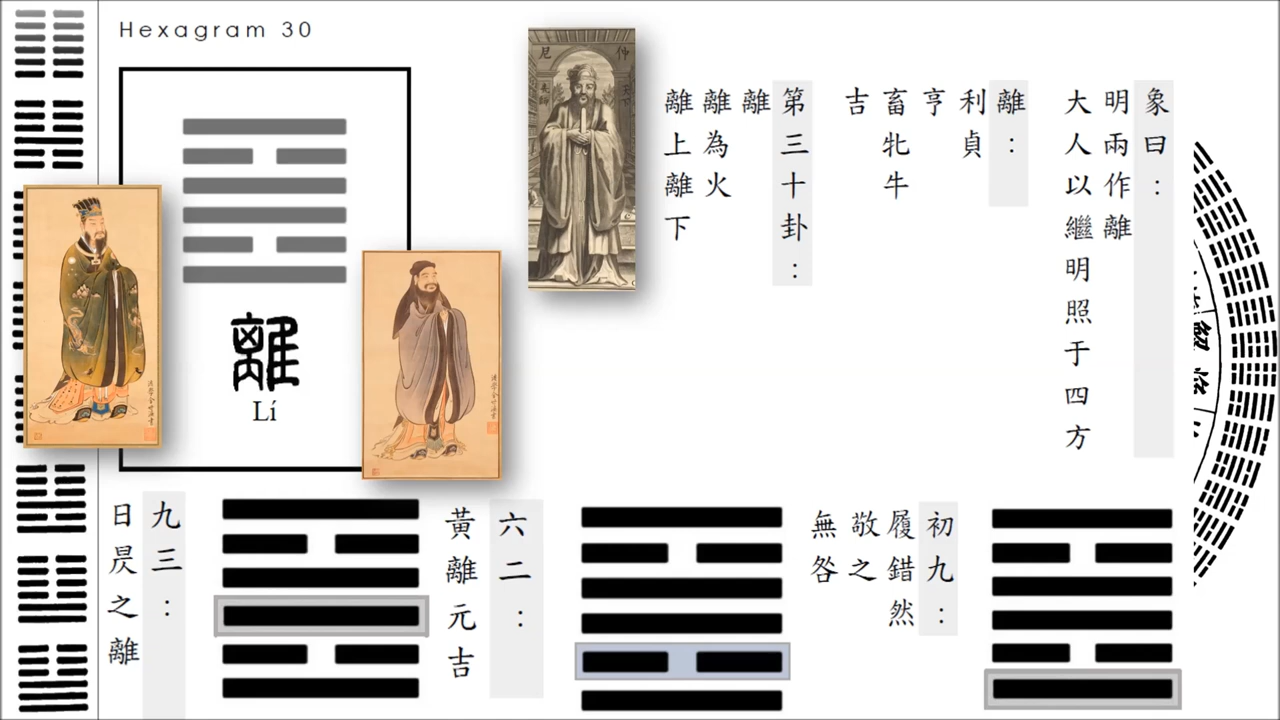 Hexagram 30
離
Lí
仲尼
象曰：
明兩作離
大人以繼明照于四方
離：
利貞
亨
畜牝牛
吉
第三十卦：
離
離為火
離上離下
初九：
履錯然
敬之
無咎
六二：
黃離元吉
九三：
日昃之離